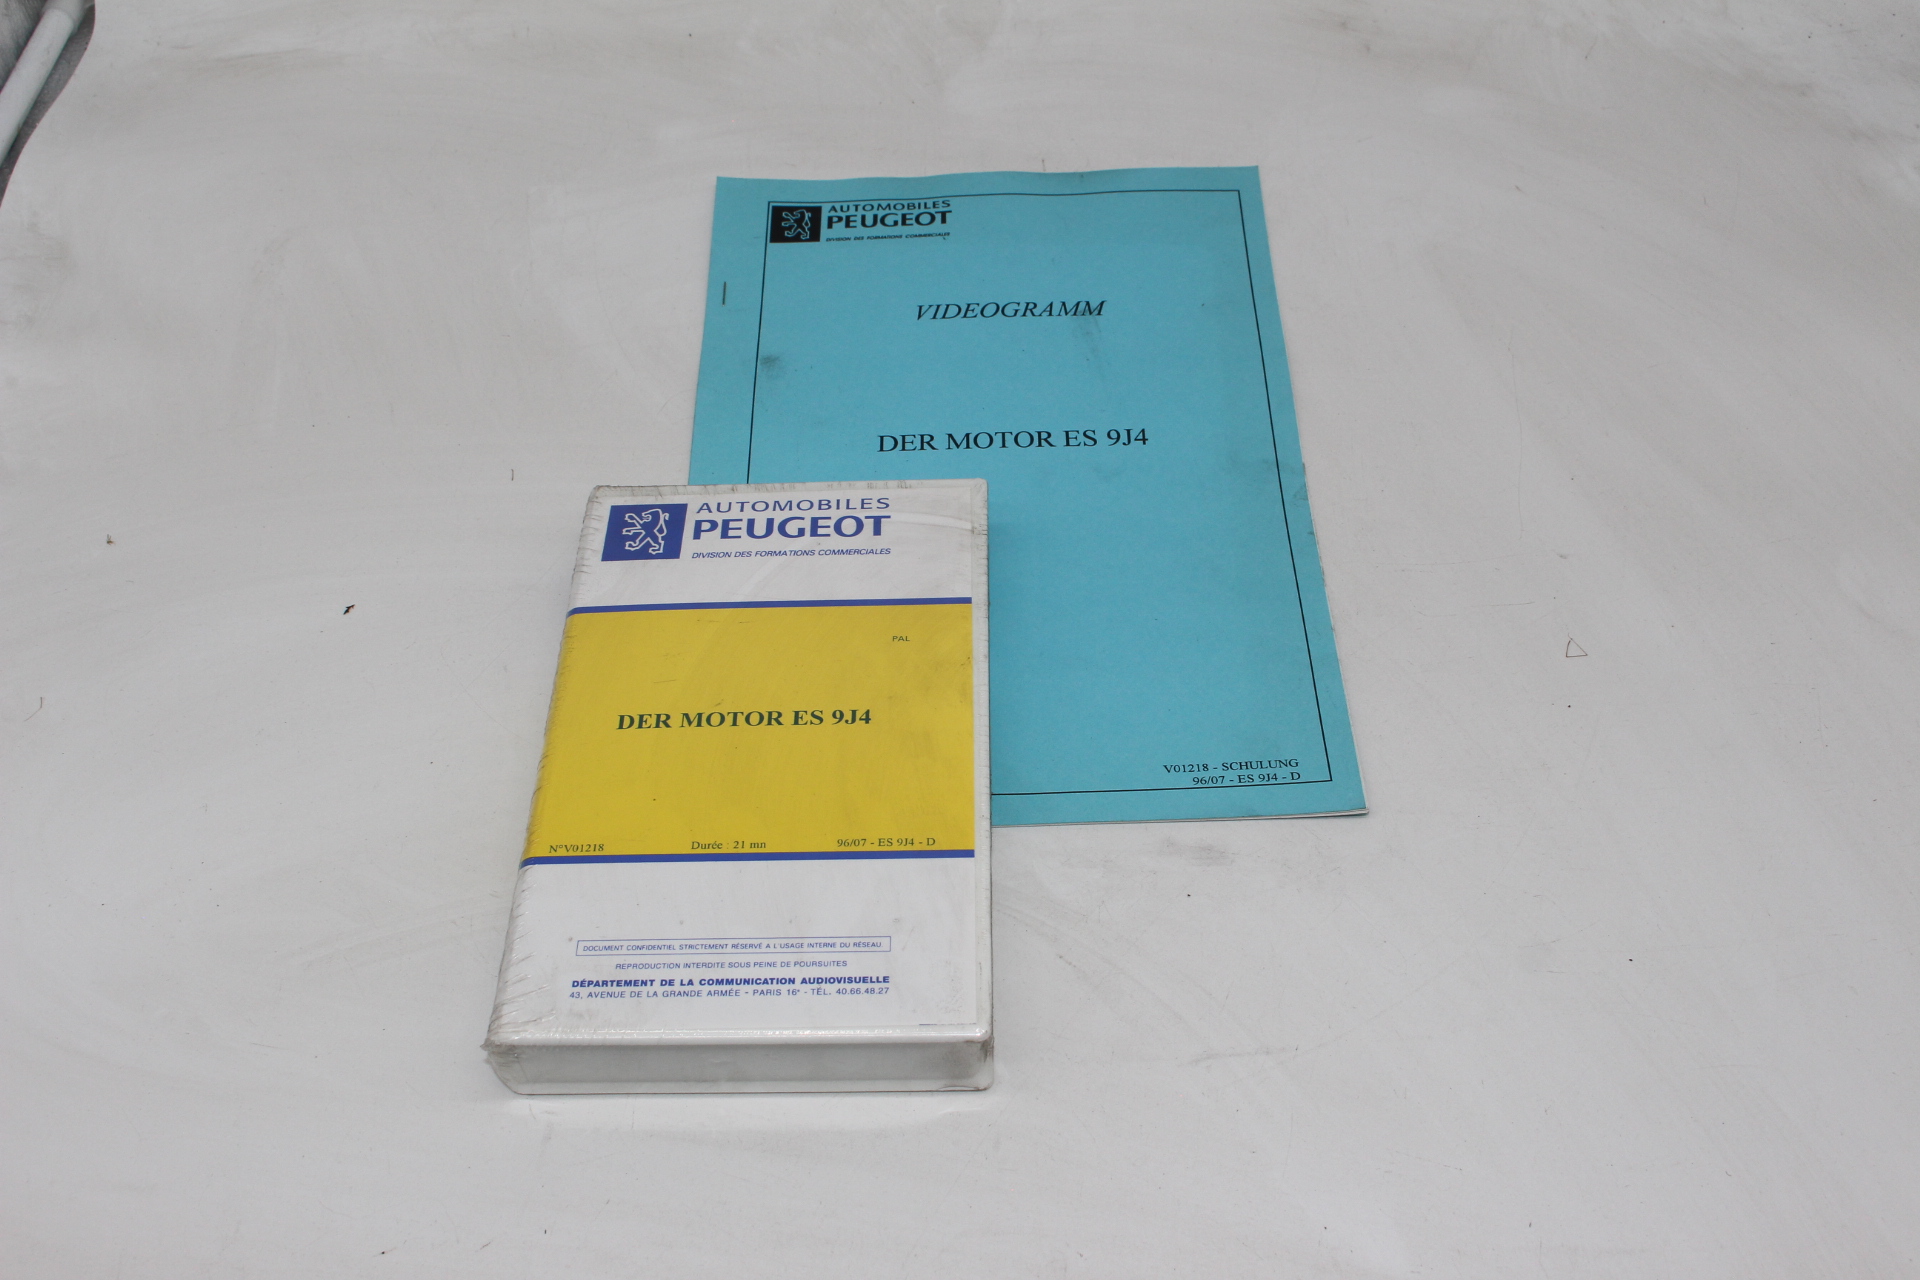 AUTOMOBILES
PEUGEOT
DIVISION DES FORMATIONS COMMERCIALES
VIDEOGRAMM
DER MOTOR ES 9J4
V01218 - SCHULUNG
96/07 - ES 9J4 - D
AUTOMOBILES
PEUGEOT
DIVISION DES FORMATIONS COMMERCIALES
PAL
DER MOTOR ES 9J4
N°V01218 Durée : 21 mn 96/07 - ES 9J4 - D
DOCUMENT CONFIDENTIEL STRICTEMENT RÉSERVÉ A L'USAGE INTERNE DU RÉSEAU
REPRODUCTION INTERDITE SOUS PEINE DE POURSUITES
DÉPARTEMENT DE LA COMMUNICATION AUDIOVISUELLE
43, AVENUE DE LA GRANDE ARMÉE - PARIS 16e - TÉL. 40.66.48.27